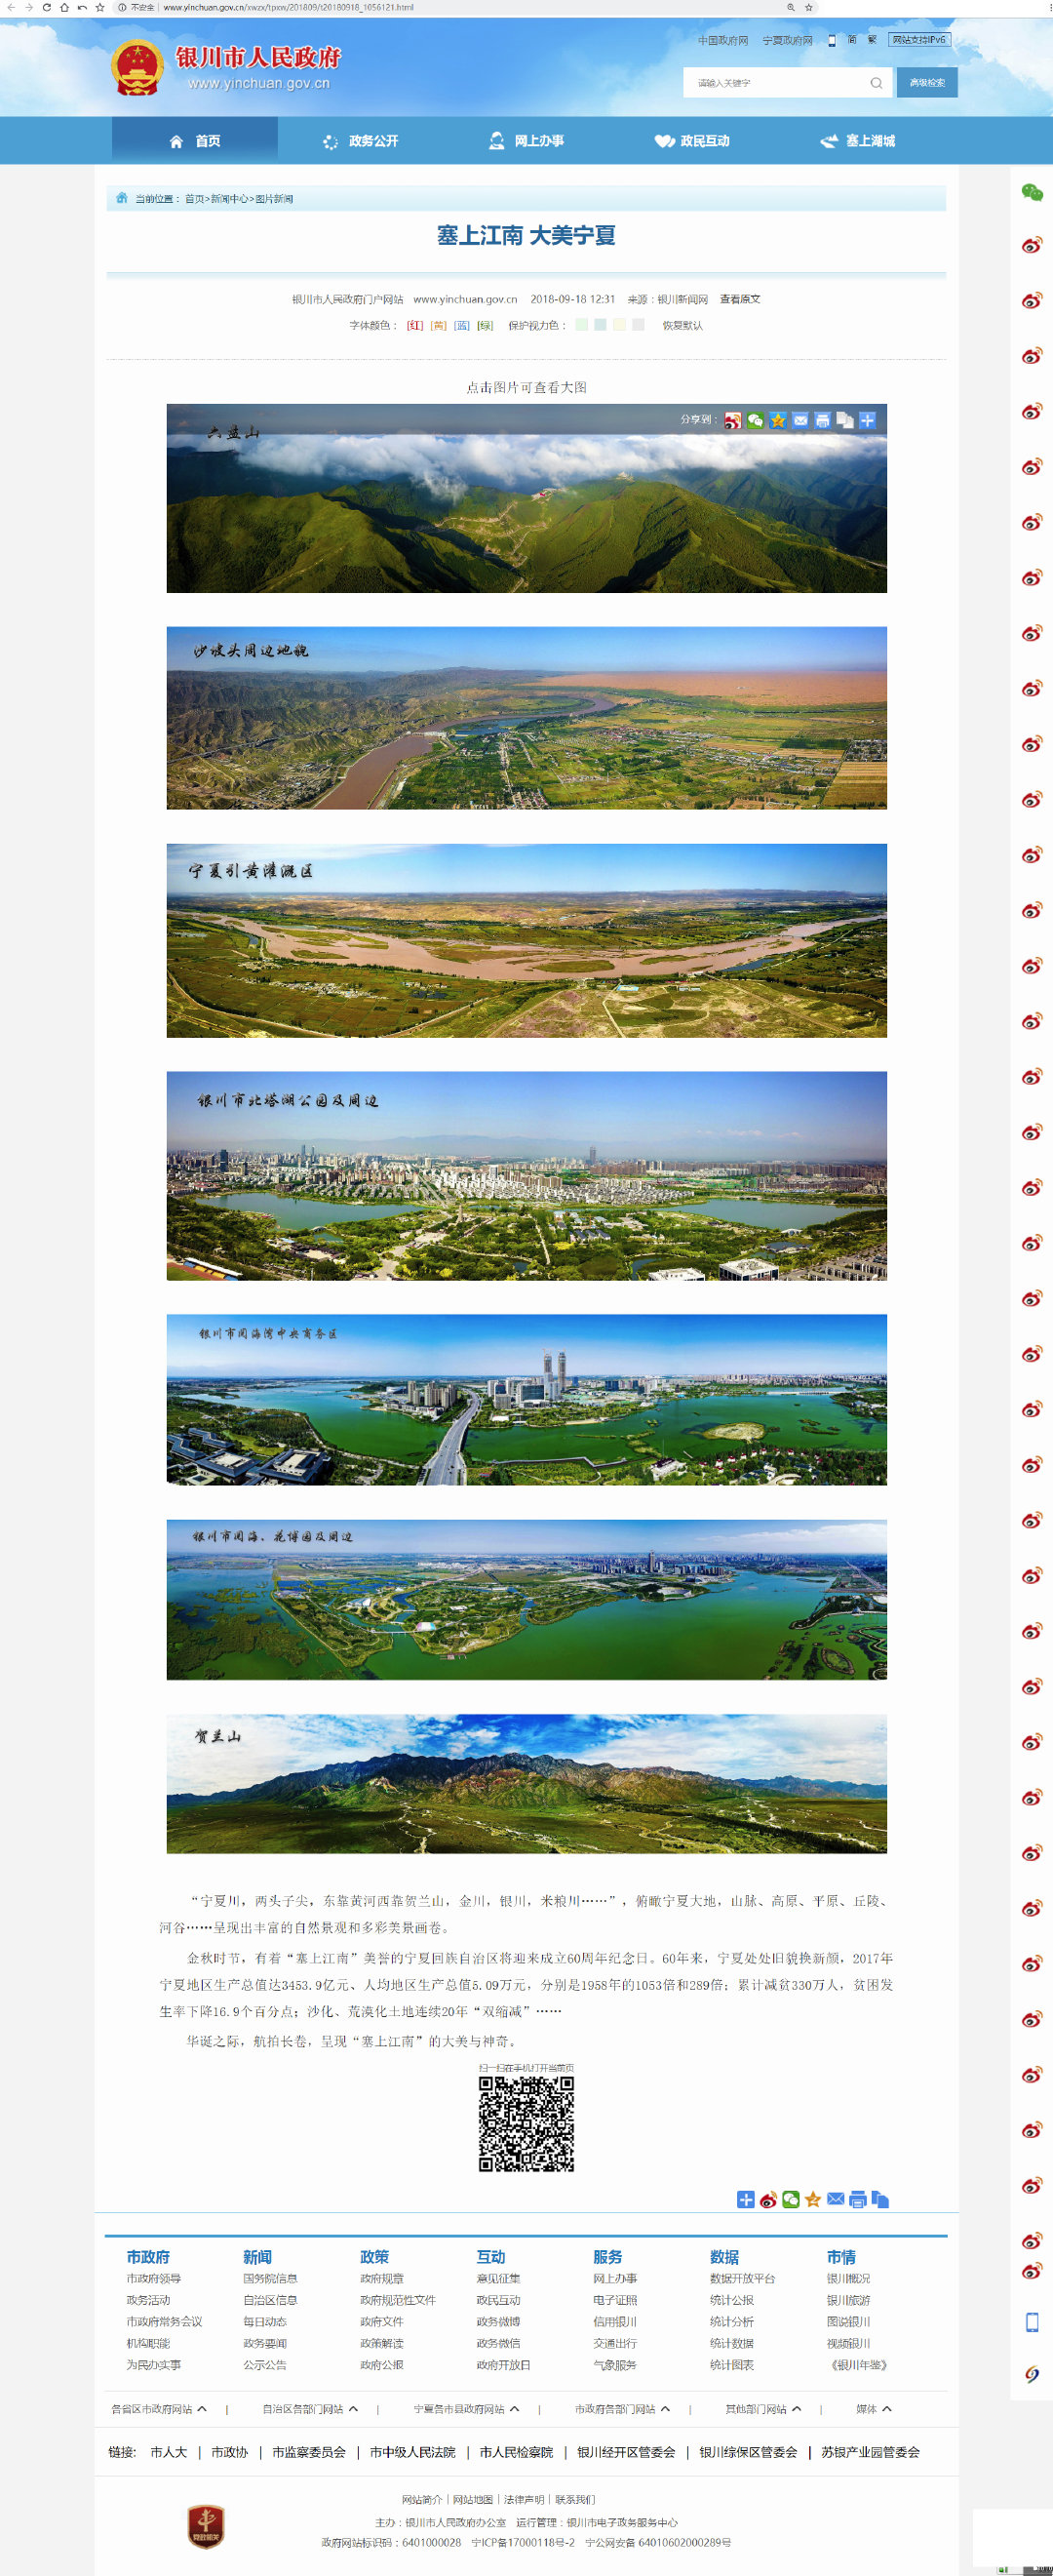 不安全 | www.yinchuan.gov.cn/xwzx/tpxw/201809/t20180918_1056121.html
中国政府网 宁夏政府网 简 繁 网站支持IPv6
银川市人民政府
www.yinchuan.gov.cn
请输入关键字 高级检索
首页 政务公开 网上办事 政民互动 塞上湖城
当前位置： 首页>新闻中心>图片新闻
塞上江南 大美宁夏
银川市人民政府门户网站 www.yinchuan.gov.cn 2018-09-18 12:31 来源：银川新闻网 查看原文
字体颜色： [红] [黄] [蓝] [绿] 保护视力色： 恢复默认
点击图片可查看大图
分享到：
六盘山
沙坡头周边地貌
宁夏引黄灌溉区
银川市北塔湖公园及周边
银川市阅海湾中央商务区
银川市阅海、花博园及周边
贺兰山
“宁夏川，两头子尖，东靠黄河西靠贺兰山，金川，银川，米粮川……”，俯瞰宁夏大地，山脉、高原、平原、丘陵、
河谷……呈现出丰富的自然景观和多彩美景画卷。
金秋时节，有着“塞上江南”美誉的宁夏回族自治区将迎来成立60周年纪念日。60年来，宁夏处处旧貌换新颜，2017年
宁夏地区生产总值达3453.9亿元、人均地区生产总值5.09万元，分别是1958年的1053倍和289倍；累计减贫330万人，贫困发
生率下降16.9个百分点；沙化、荒漠化土地连续20年“双缩减”……
华诞之际，航拍长卷，呈现“塞上江南”的大美与神奇。
扫一扫在手机打开当前页
市政府 新闻 政策 互动 服务 数据 市情
市政府领导 国务院信息 政府规章 意见征集 网上办事 数据开放平台 银川概况
政务活动 自治区信息 政府规范性文件 政民互动 电子证照 统计公报 银川旅游
市政府常务会议 每日动态 政府文件 政务微博 信用银川 统计分析 图说银川
机构职能 政务要闻 政策解读 政务微信 交通出行 统计数据 视频银川
为民办实事 公示公告 政府公报 政府开放日 气象服务 统计图表 《银川年鉴》
各省区市政府网站 | 自治区各部门网站 | 宁夏各市县政府网站 | 市政府各部门网站 | 其他部门网站 | 媒体
链接: 市人大 | 市政协 | 市监察委员会 | 市中级人民法院 | 市人民检察院 | 银川经开区管委会 | 银川综保区管委会 | 苏银产业园管委会
网站简介 | 网站地图 | 法律声明 | 联系我们
主办：银川市人民政府办公室 运行管理：银川市电子政务服务中心
政府网站标识码：6401000028 宁ICP备17000118号-2 宁公网安备 64010602000289号
党政机关